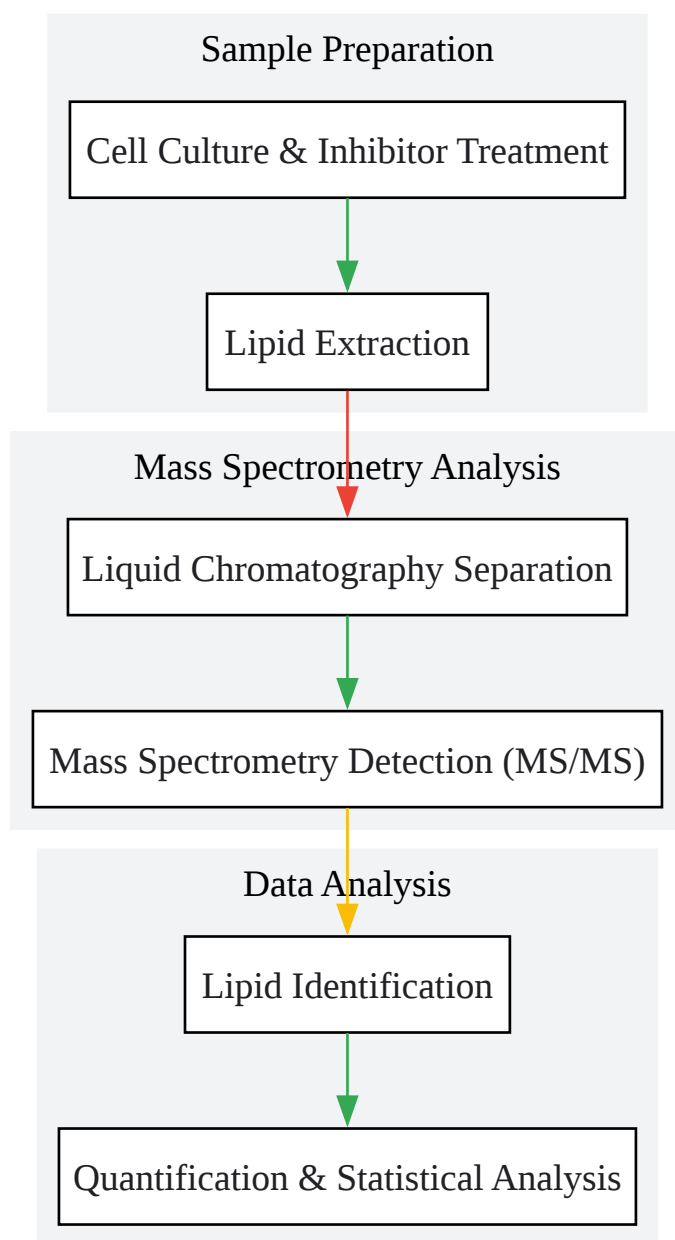 Sample Preparation
Cell Culture & Inhibitor Treatment
Lipid Extraction
Mass Spectrometry Analysis
Liquid Chromatography Separation
Mass Spectrometry Detection (MS/MS)
Data Analysis
Lipid Identification
Quantification & Statistical Analysis